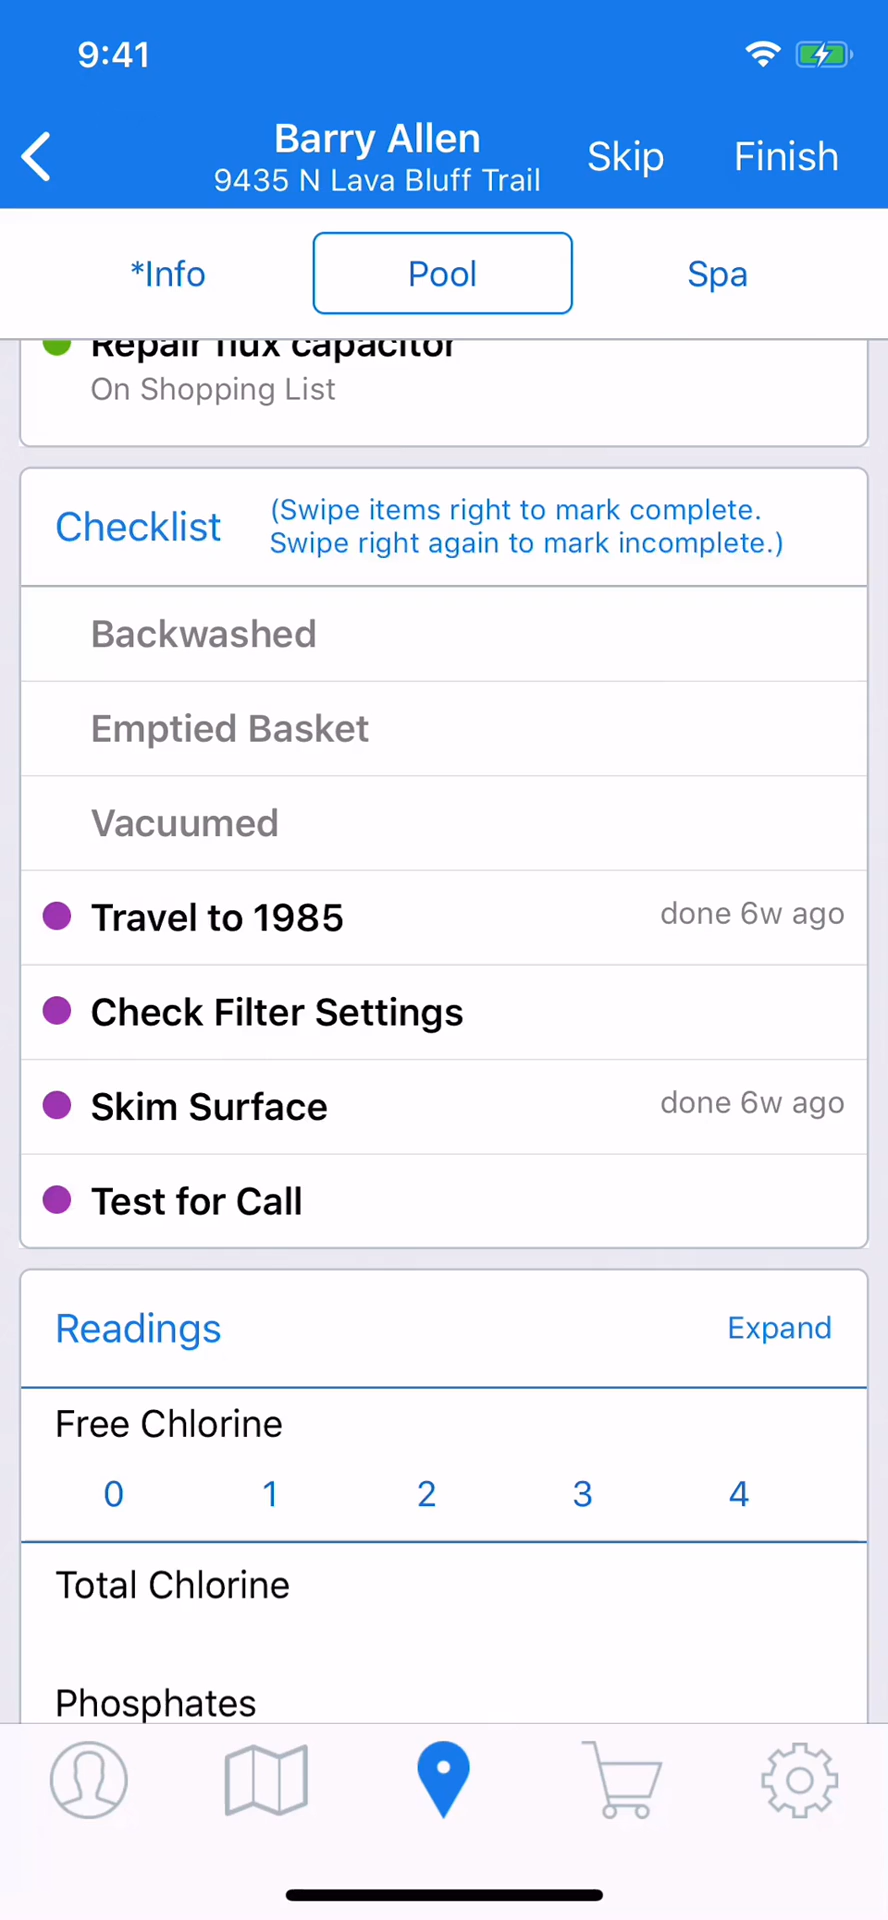 9:41
Barry Allen
9435 N Lava Bluff Trail
Skip
Finish
*Info
Pool
Spa
Repair flux capacitor
On Shopping List
Checklist
(Swipe items right to mark complete.
Swipe right again to mark incomplete.)
Backwashed
Emptied Basket
Vacuumed
Travel to 1985
done 6w ago
Check Filter Settings
Skim Surface
done 6w ago
Test for Call
Readings
Expand
Free Chlorine
0 1 2 3 4
Total Chlorine
Phosphates